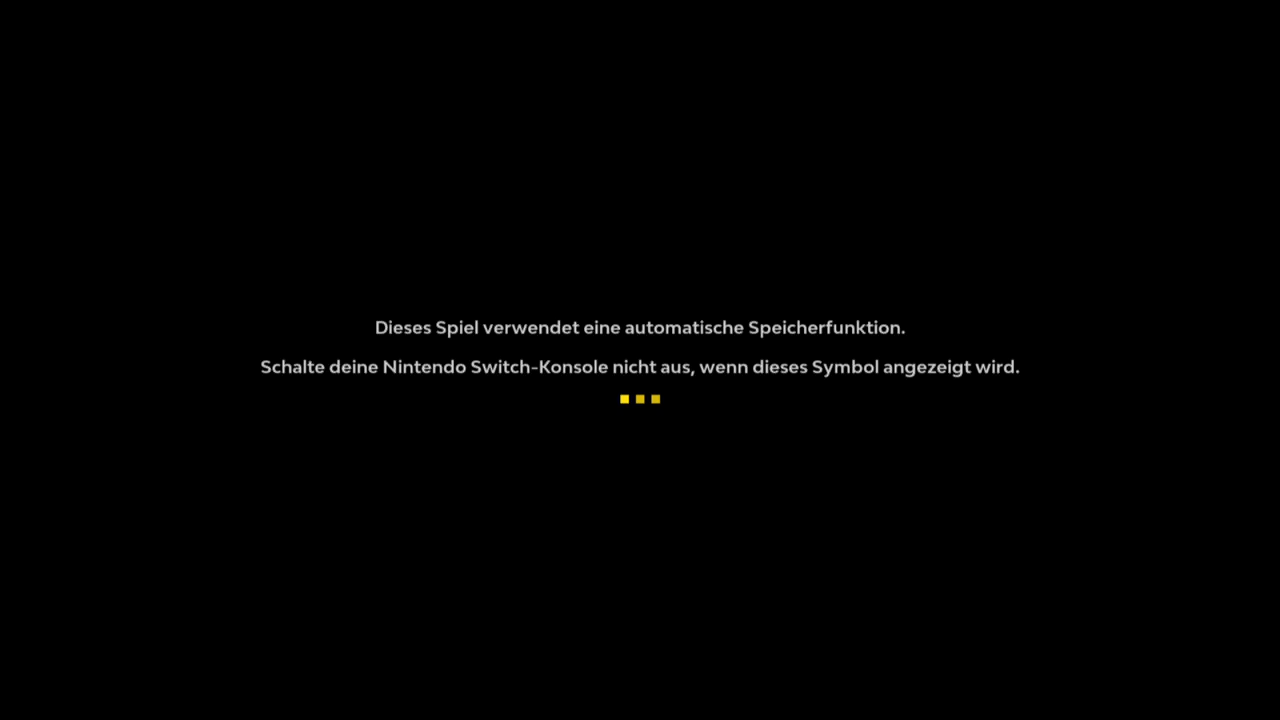 Dieses Spiel verwendet eine automatische Speicherfunktion.
Schalte deine Nintendo Switch-Konsole nicht aus, wenn dieses Symbol angezeigt wird.